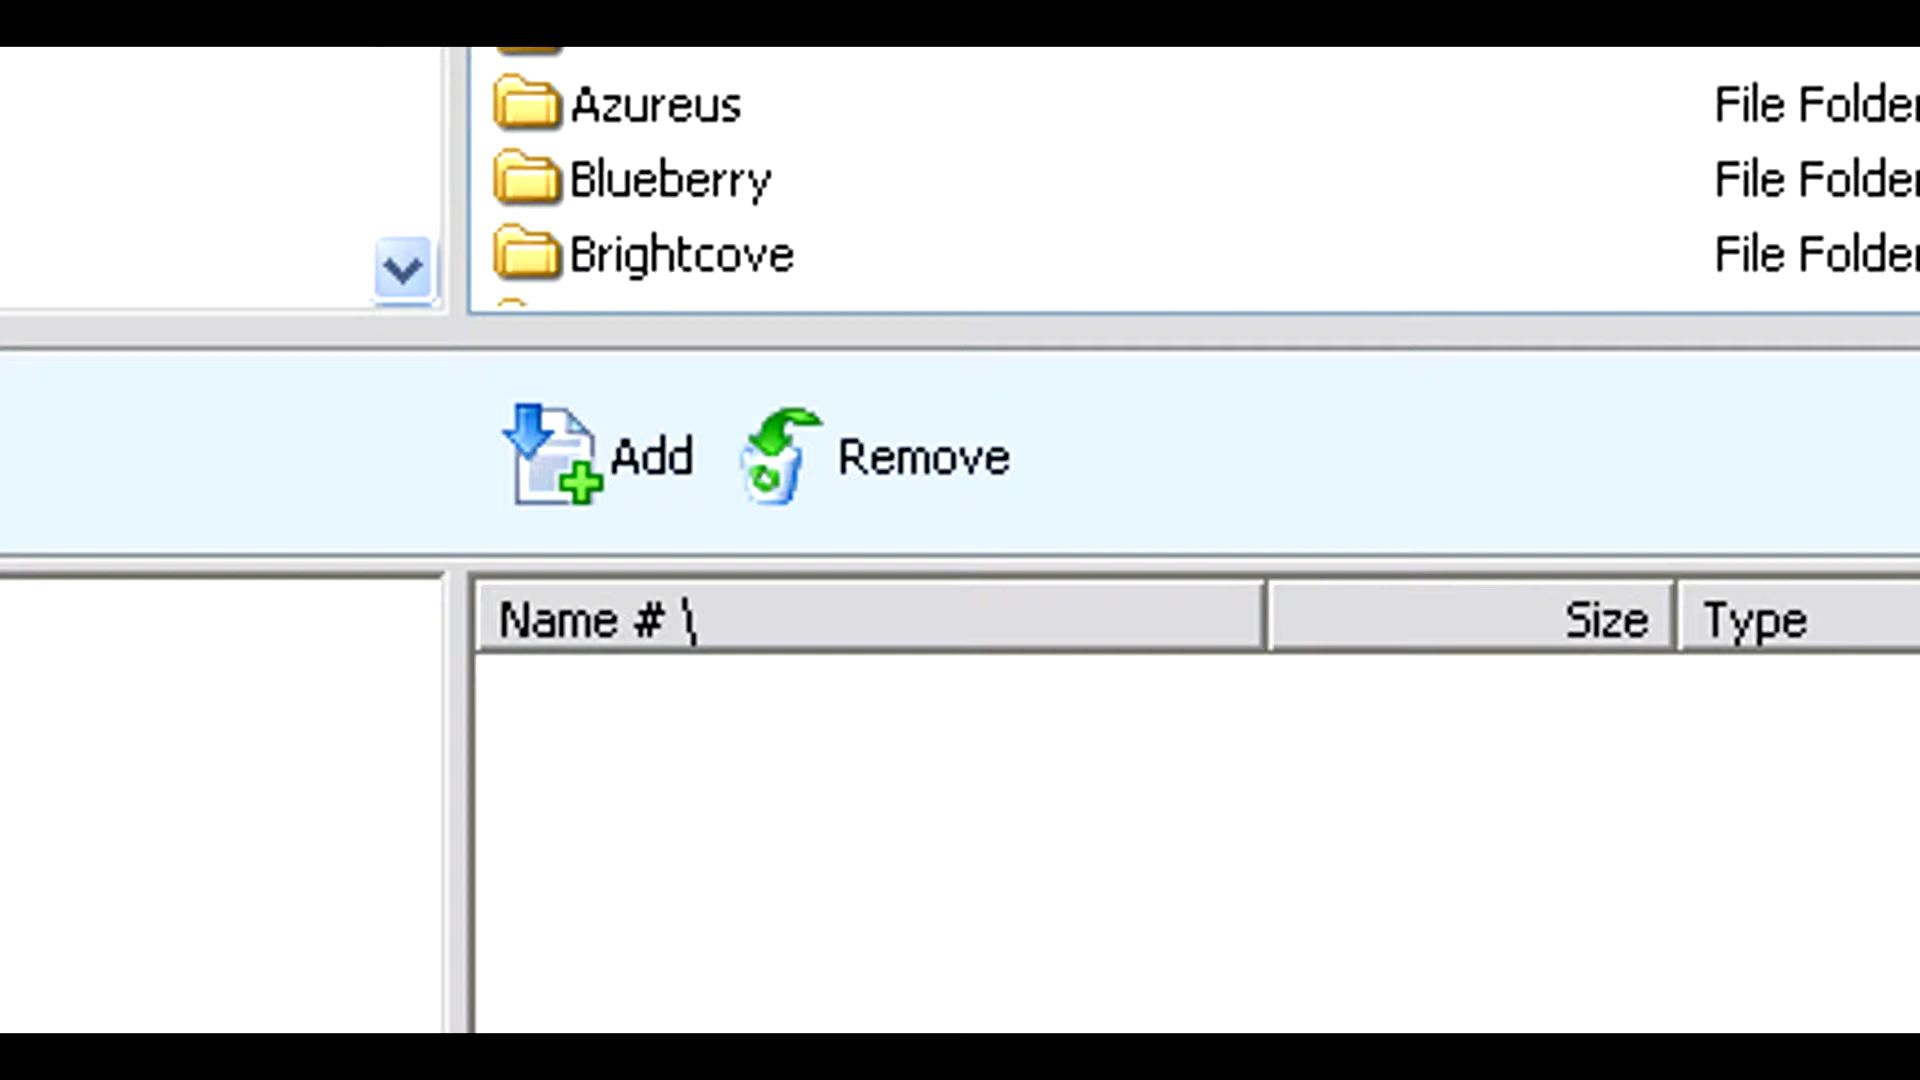 Azureus File Folder
Blueberry File Folder
Brightcove File Folder
Add Remove
Name # \ Size Type